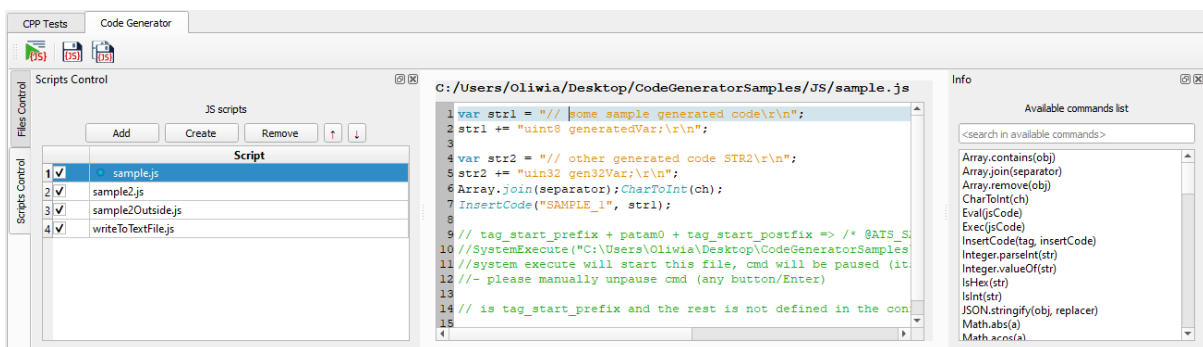 CPP Tests
Code Generator
{JS}
{JS}
{JS}
Files Control
Scripts Control
Scripts Control
JS scripts
Add
Create
Remove
↑
↓
Script
1 sample.js
2 sample2.js
3 sample2Outside.js
4 writeToTextFile.js
C:/Users/Oliwia/Desktop/CodeGeneratorSamples/JS/sample.js
1 var str1 = "// some sample generated code\r\n";
2 str1 += "uint8 generatedVar;\r\n";
3
4 var str2 = "// other generated code STR2\r\n";
5 str2 += "uin32 gen32Var;\r\n";
6 Array.join(separator);CharToInt(ch);
7 InsertCode("SAMPLE_1", str1);
8
9 // tag_start_prefix + patam0 + tag_start_postfix => /* @ATS_S
10 //SystemExecute("C:\Users\Oliwia\Desktop\CodeGeneratorSamples
11 //system execute will start this file, cmd will be paused (it
12 //- please manually unpause cmd (any button/Enter)
13
14 // is tag_start_prefix and the rest is not defined in the con
15
Info
Available commands list
<search in available commands>
Array.contains(obj)
Array.join(separator)
Array.remove(obj)
CharToInt(ch)
Eval(jsCode)
Exec(jsCode)
InsertCode(tag, insertCode)
Integer.parseInt(str)
Integer.valueOf(str)
IsHex(str)
IsInt(str)
JSON.stringify(obj, replacer)
Math.abs(a)
Math.acos(a)